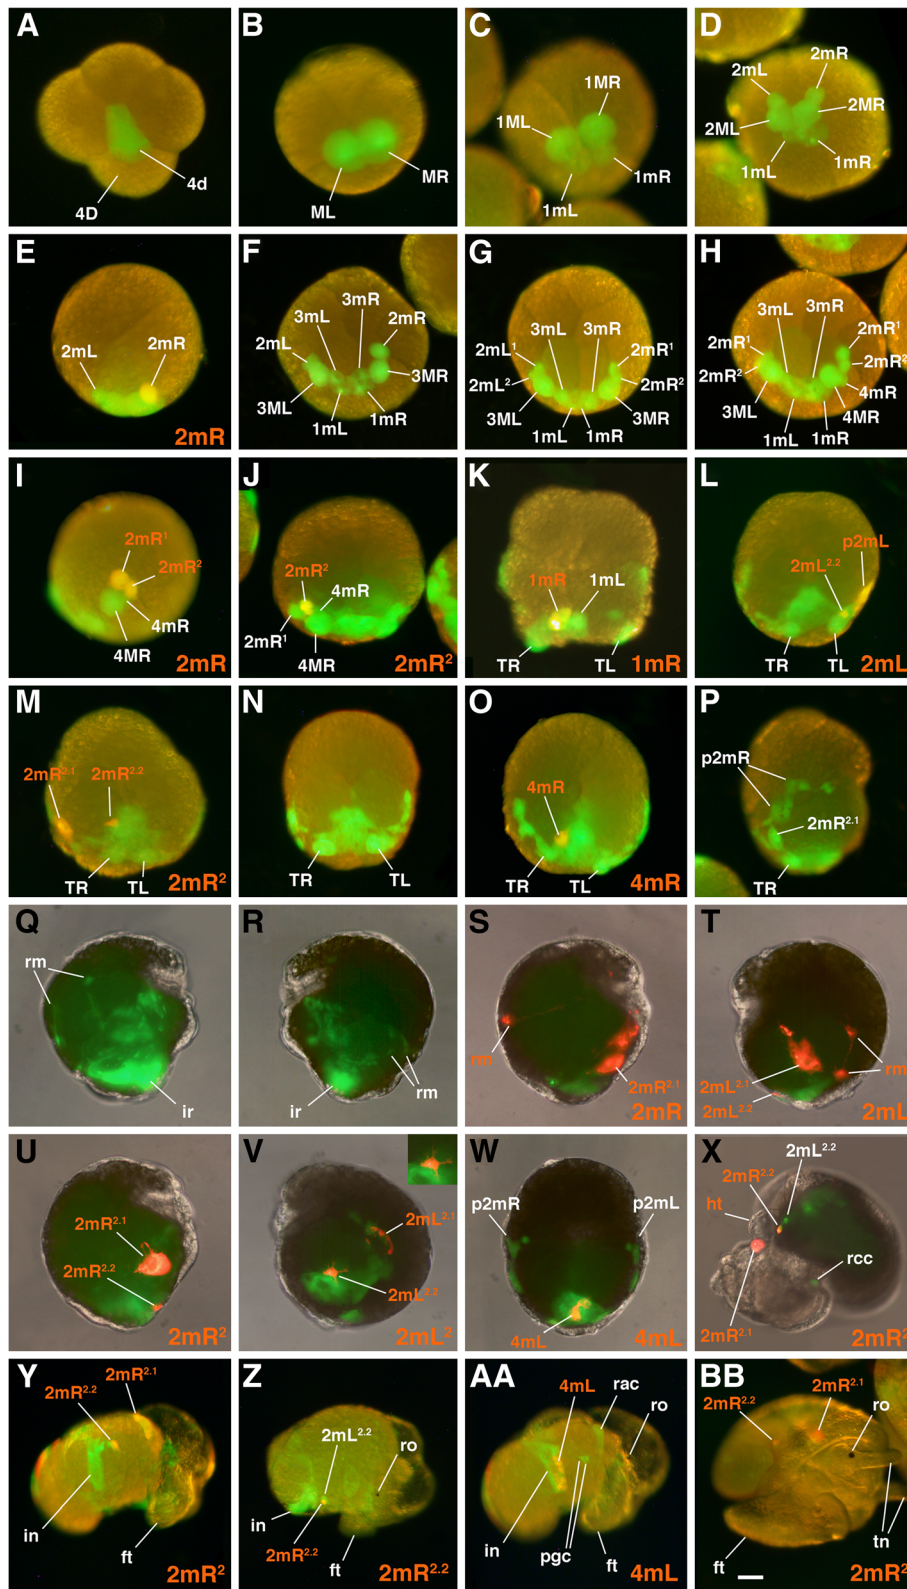 A
4d
4D
B
MR
ML
C
1MR
1ML
1mR
1mL
D
2mR
2mL
2MR
2ML
1mL
1mR
E
2mL
2mR
2mR
F
3mR
3mL
2mR
2mL
3MR
3ML
1mL
1mR
G
3mL
3mR
2mL¹
2mR¹
2mL²
2mR²
3ML
3MR
1mL
1mR
H
3mR
3mL
2mR¹
2mR¹
2mR²
2mR²
4mR
3ML
4MR
1mL
1mR
I
2mR¹
2mR²
4mR
4MR
2mR
J
2mR²
4mR
2mR¹
4MR
2mR²
K
1mR
1mL
TR
TL
1mR
L
p2mL
2mL²·²
TR
TL
2mL
M
2mR²·¹
2mR²·²
TR
TL
2mR²
N
TR
TL
O
4mR
TR
TL
4mR
P
p2mR
2mR²·¹
TR
Q
rm
ir
R
ir
rm
S
rm
2mR²·¹
2mR
T
rm
2mL²·¹
2mL²·²
2mL
U
2mR²·¹
2mR²·²
2mR²
V
2mL²·¹
2mL²·²
2mL²
W
p2mR
p2mL
4mL
4mL
X
2mL²·²
2mR²·²
ht
rcc
2mR²·¹
2mR²
Y
2mR²·¹
2mR²·²
in
ft
2mR²
Z
2mL²·²
ro
in
2mR²·²
ft
2mR²·²
AA
4mL
rac
ro
in
pgc
ft
4mL
BB
2mR²·¹
2mR²·²
ro
tn
ft
2mR²